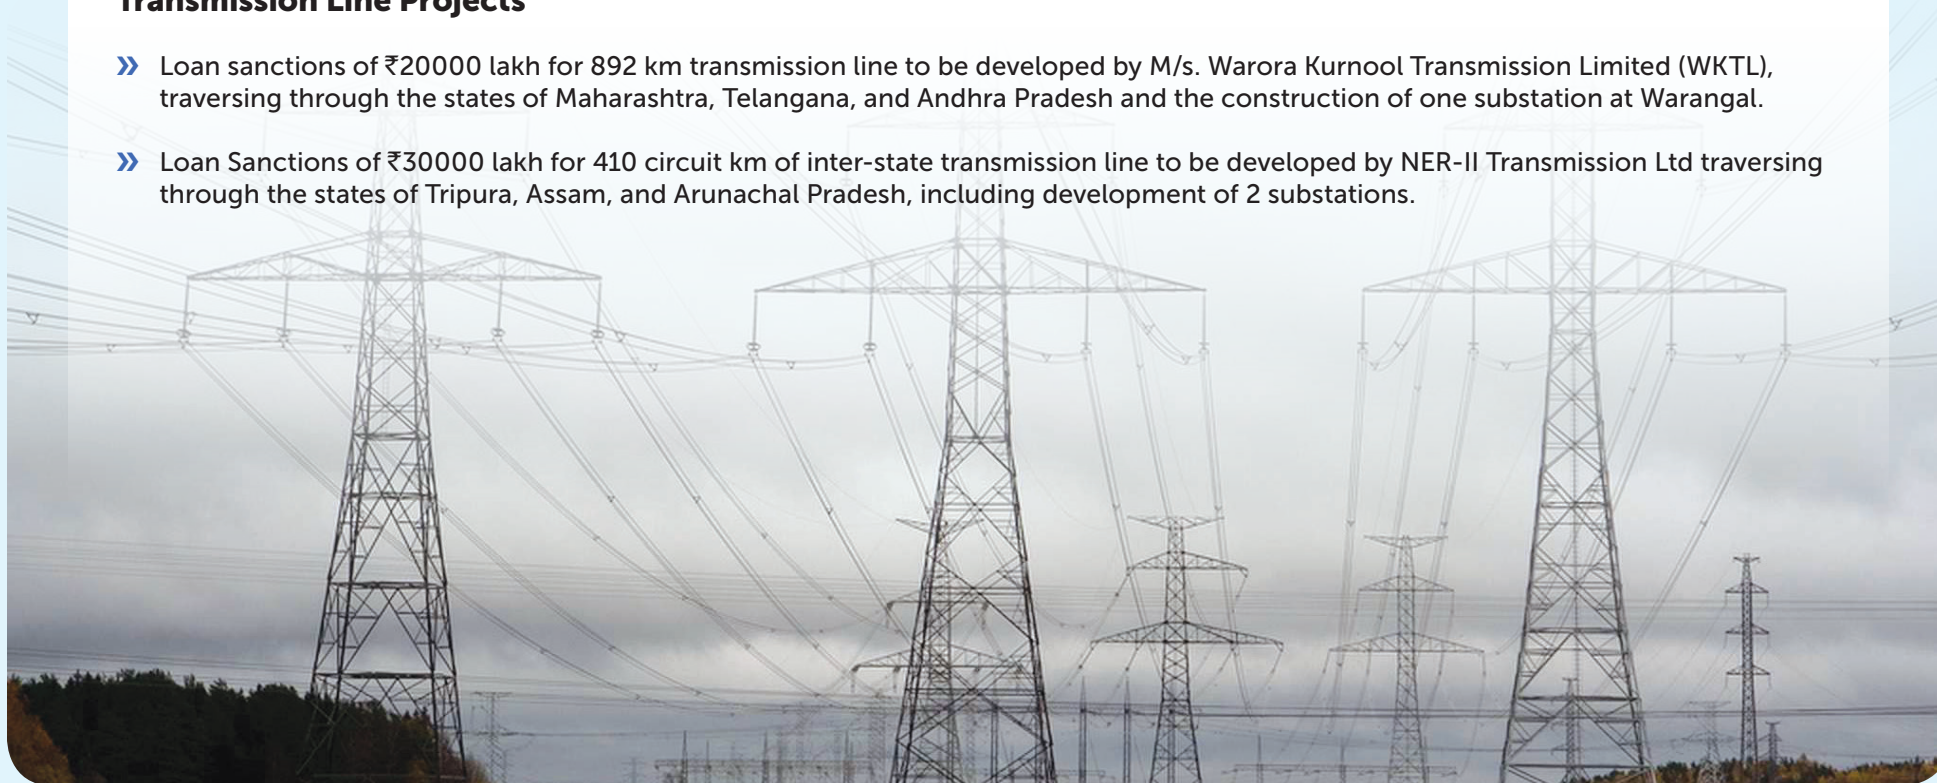 Transmission Line Projects
» Loan sanctions of ₹20000 lakh for 892 km transmission line to be developed by M/s. Warora Kurnool Transmission Limited (WKTL),
traversing through the states of Maharashtra, Telangana, and Andhra Pradesh and the construction of one substation at Warangal.
» Loan Sanctions of ₹30000 lakh for 410 circuit km of inter-state transmission line to be developed by NER-II Transmission Ltd traversing
through the states of Tripura, Assam, and Arunachal Pradesh, including development of 2 substations.